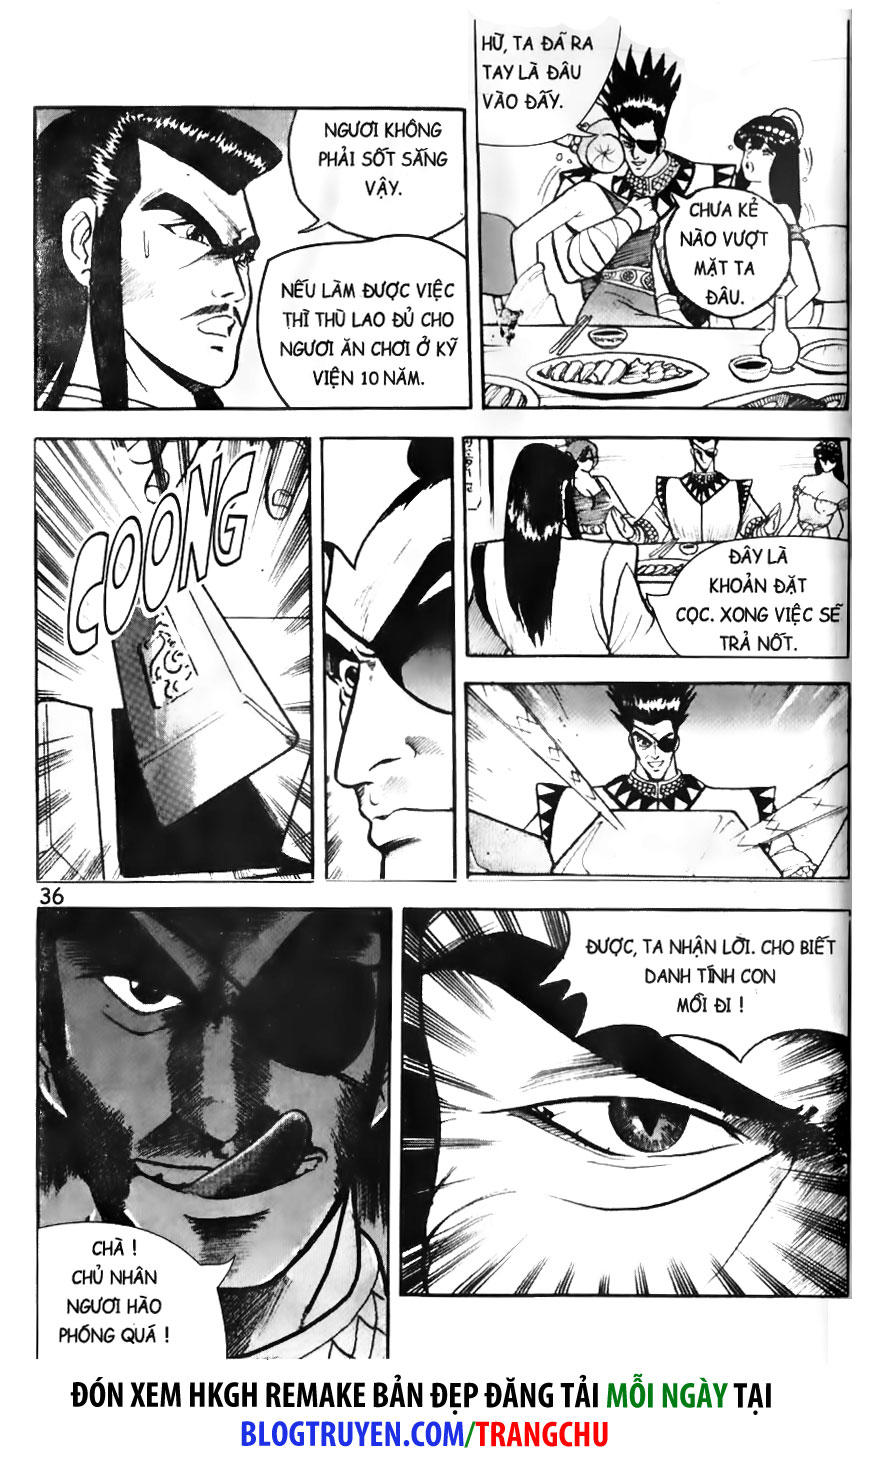 HỪ, TA ĐÃ RA
TAY LÀ ĐÂU
VÀO ĐẤY.
CHƯA KẺ
NÀO VƯỢT
MẶT TA
ĐÂU.
NGƯƠI KHÔNG
PHẢI SỐT SẮNG
VẬY.
NẾU LÀM ĐƯỢC VIỆC
THÌ THÙ LAO ĐỦ CHO
NGƯƠI ĂN CHƠI Ở KỸ
VIỆN 10 NĂM.
COONG
ĐÂY LÀ
KHOẢN ĐẶT
CỌC. XONG VIỆC SẼ
TRẢ NỐT.
36
ĐƯỢC, TA NHẬN LỜI. CHO BIẾT
DANH TÍNH CON
MỒI ĐI !
CHÀ !
CHỦ NHÂN
NGƯƠI HÀO
PHÓNG QUÁ !
ĐÓN XEM HKGH REMAKE BẢN ĐẸP ĐĂNG TẢI MỖI NGÀY TẠI
BLOGTRUYEN.COM/TRANGCHU